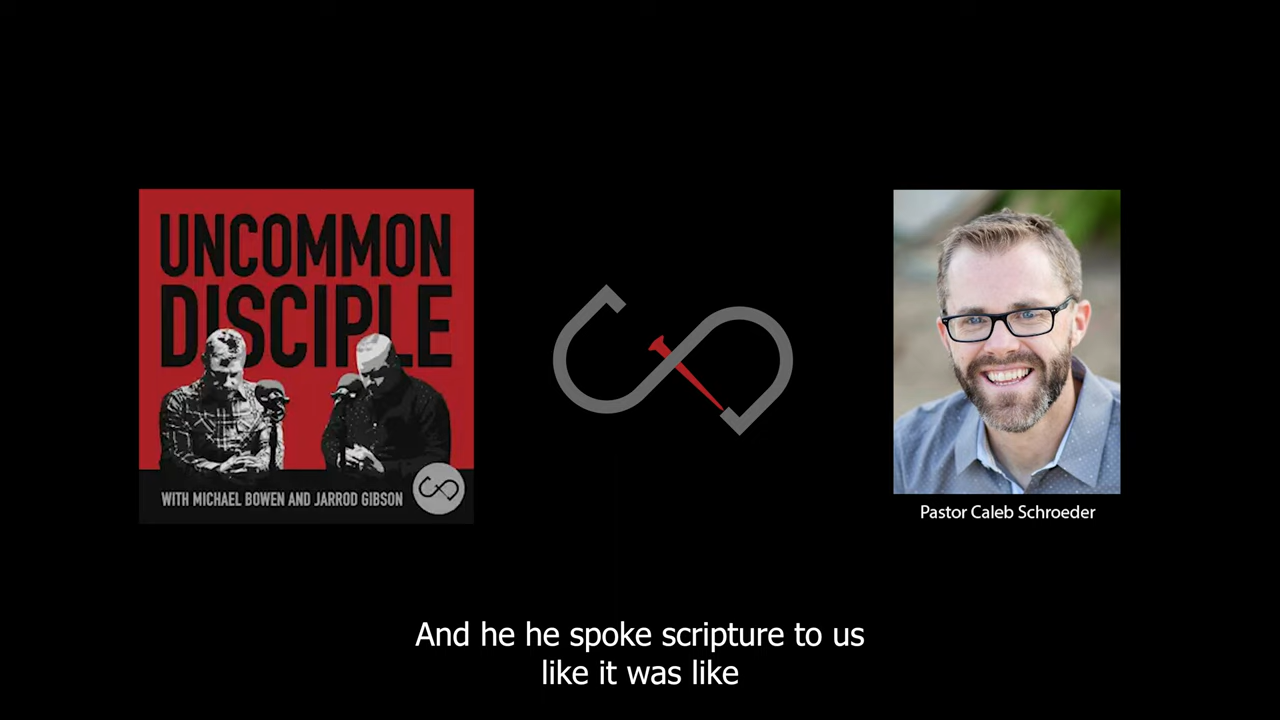 UNCOMMON
DISCIPLE
WITH MICHAEL BOWEN AND JARROD GIBSON
Pastor Caleb Schroeder
And he he spoke scripture to us
like it was like